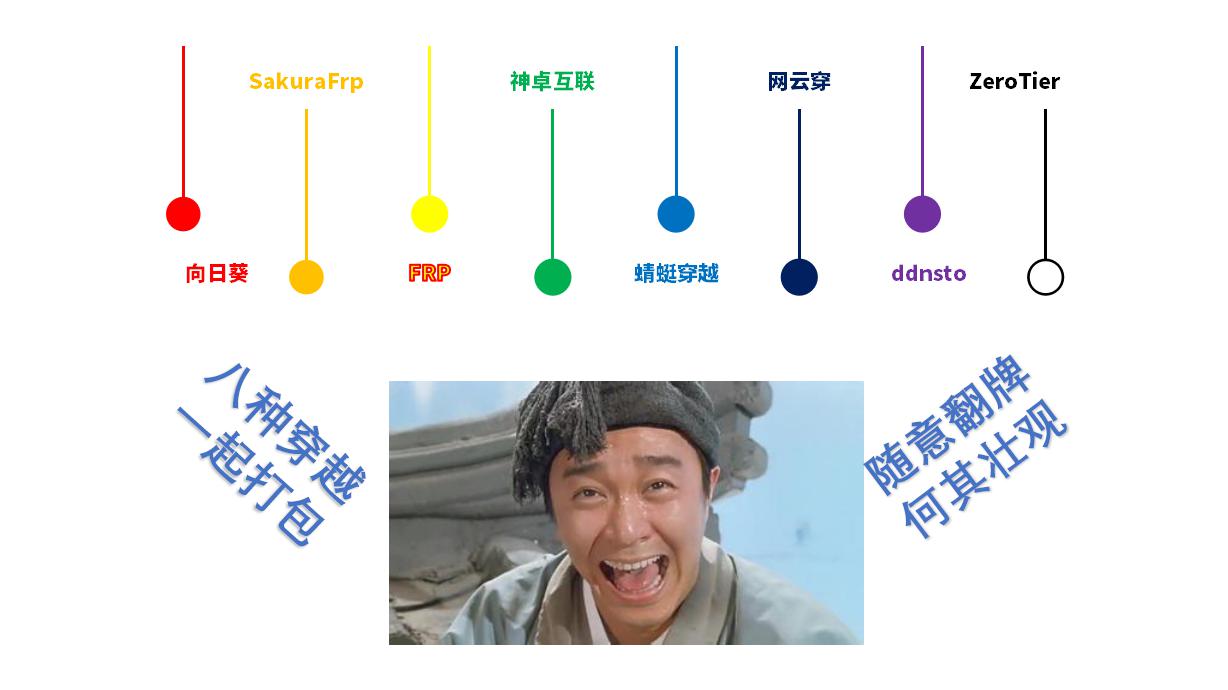 SakuraFrp
神卓互联
网云穿
ZeroTier
向日葵
FRP
蜻蜓穿越
ddnsto
八种穿越
一起打包
随意翻牌
何其壮观